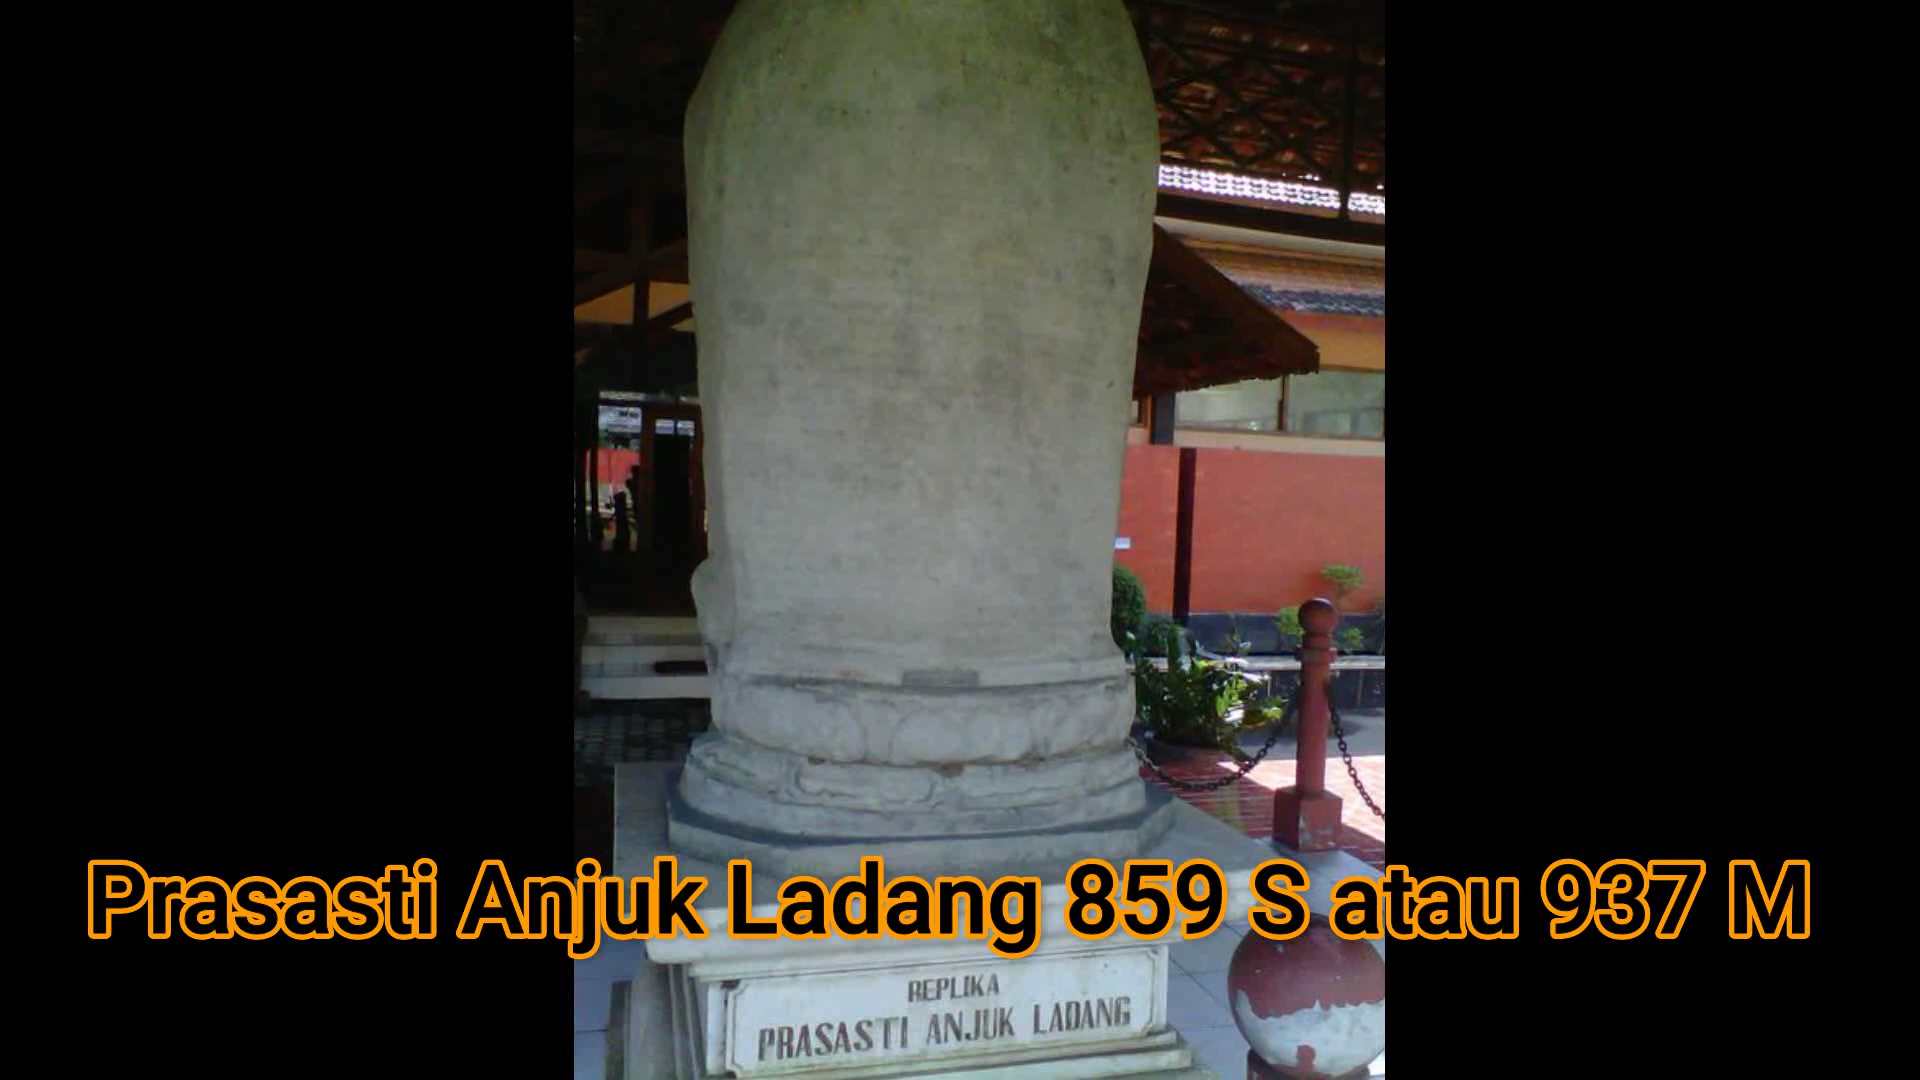 Prasasti Anjuk Ladang 859 S atau 937 M
REPLIKA
PRASASTI ANJUK LADANG